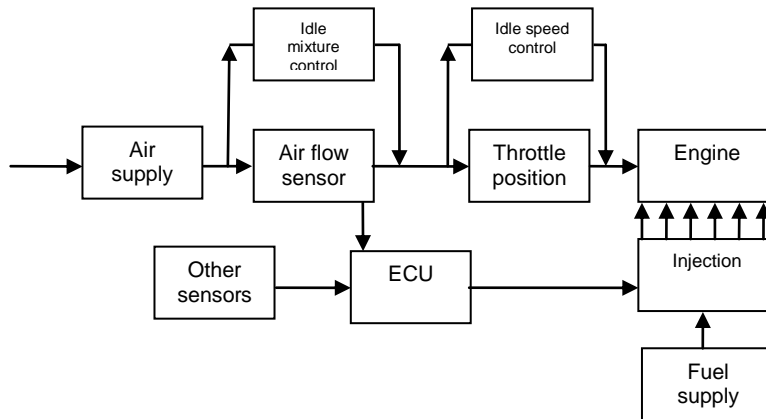 Idle
mixture
control
Idle speed
control
Air
supply
Air flow
sensor
Throttle
position
Engine
Other
sensors
ECU
Injection
Fuel
supply